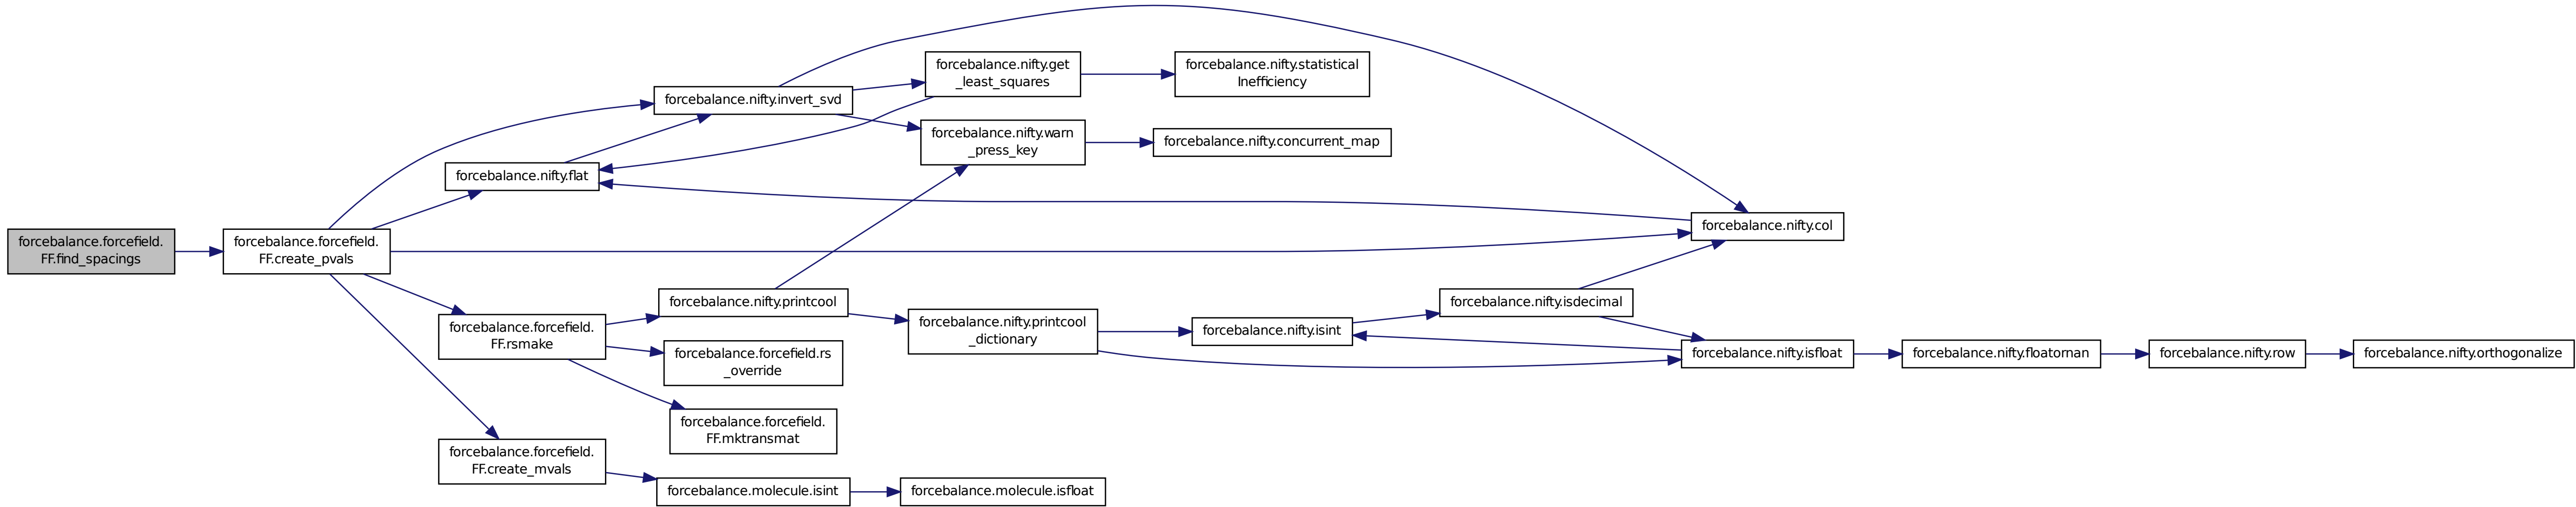 forcebalance.forcefield.
FF.find_spacings
forcebalance.forcefield.
FF.create_pvals
forcebalance.nifty.invert_svd
forcebalance.nifty.flat
forcebalance.nifty.get
_least_squares
forcebalance.nifty.statistical
Inefficiency
forcebalance.nifty.warn
_press_key
forcebalance.nifty.concurrent_map
forcebalance.nifty.col
forcebalance.forcefield.
FF.rsmake
forcebalance.nifty.printcool
forcebalance.nifty.printcool
_dictionary
forcebalance.nifty.isint
forcebalance.nifty.isdecimal
forcebalance.nifty.isfloat
forcebalance.nifty.floatornan
forcebalance.nifty.row
forcebalance.nifty.orthogonalize
forcebalance.forcefield.rs
_override
forcebalance.forcefield.
FF.mktransmat
forcebalance.forcefield.
FF.create_mvals
forcebalance.molecule.isint
forcebalance.molecule.isfloat